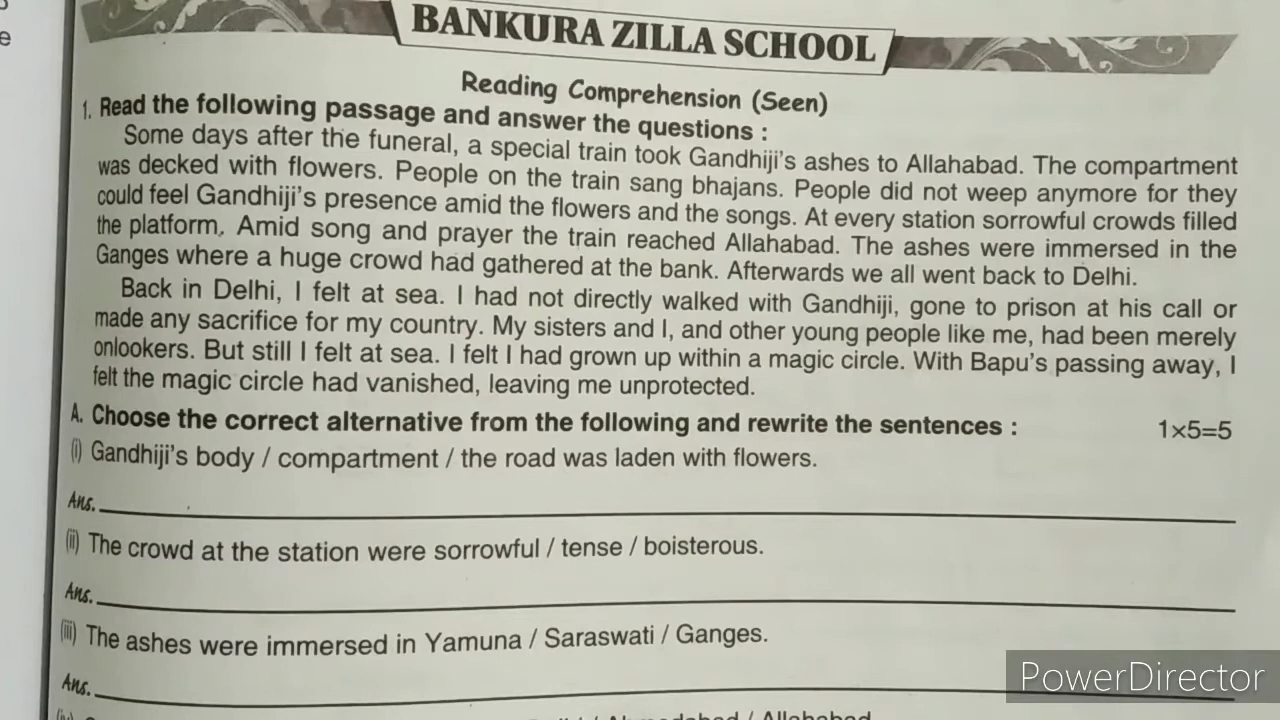 e
BANKURA ZILLA SCHOOL
Reading Comprehension (Seen)
1. Read the following passage and answer the questions :
Some days after the funeral, a special train took Gandhiji's ashes to Allahabad. The compartment
was decked with flowers. People on the train sang bhajans. People did not weep anymore for they
could feel Gandhiji's presence amid the flowers and the songs. At every station sorrowful crowds filled
the platform. Amid song and prayer the train reached Allahabad. The ashes were immersed in the
Ganges where a huge crowd had gathered at the bank. Afterwards we all went back to Delhi.
Back in Delhi, I felt at sea. I had not directly walked with Gandhiji, gone to prison at his call or
made any sacrifice for my country. My sisters and I, and other young people like me, had been merely
onlookers. But still I felt at sea. I felt I had grown up within a magic circle. With Bapu's passing away, I
felt the magic circle had vanished, leaving me unprotected.
A. Choose the correct alternative from the following and rewrite the sentences : 1×5=5
(i) Gandhiji's body / compartment / the road was laden with flowers.
Ans.
(ii) The crowd at the station were sorrowful / tense / boisterous.
Ans.
(iii) The ashes were immersed in Yamuna / Saraswati / Ganges.
Ans.
/ Allahabad
PowerDirector